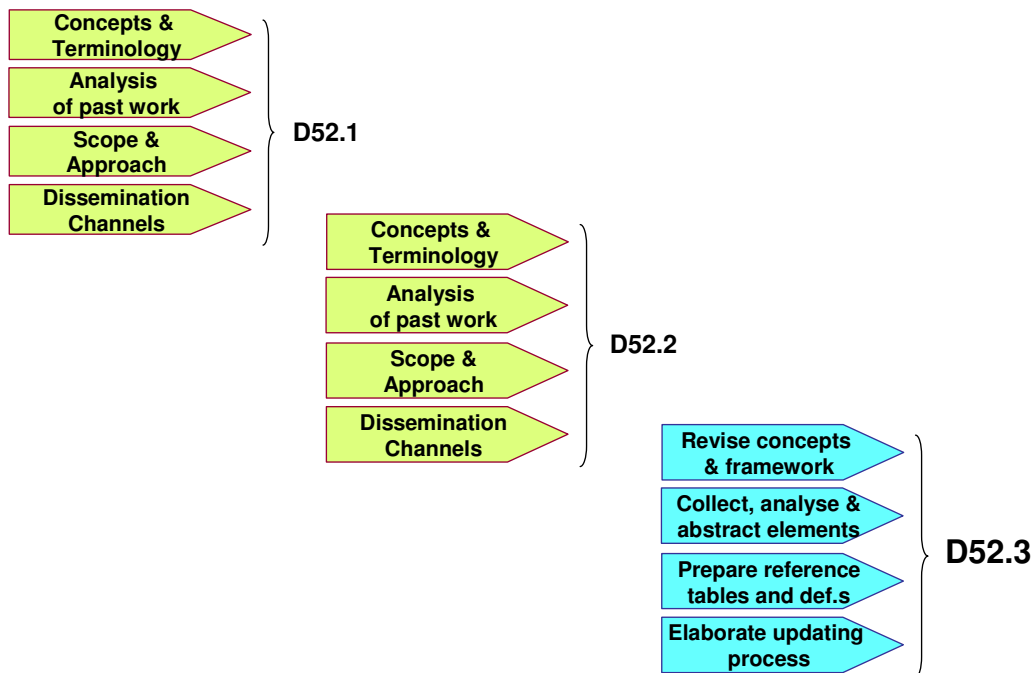 Concepts &
Terminology
Analysis
of past work
Scope &
Approach
Dissemination
Channels
D52.1
Concepts &
Terminology
Analysis
of past work
Scope &
Approach
Dissemination
Channels
D52.2
Revise concepts
& framework
Collect, analyse &
abstract elements
Prepare reference
tables and def.s
Elaborate updating
process
D52.3